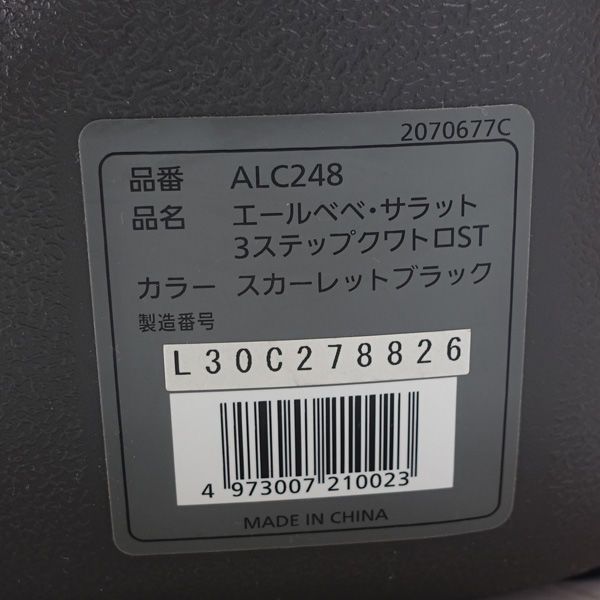 2070677C
品番 ALC248
品名 エールベベ・サラット
3ステップクワトロST
カラー スカーレットブラック
製造番号
L30C278826
4 973007 210023
MADE IN CHINA